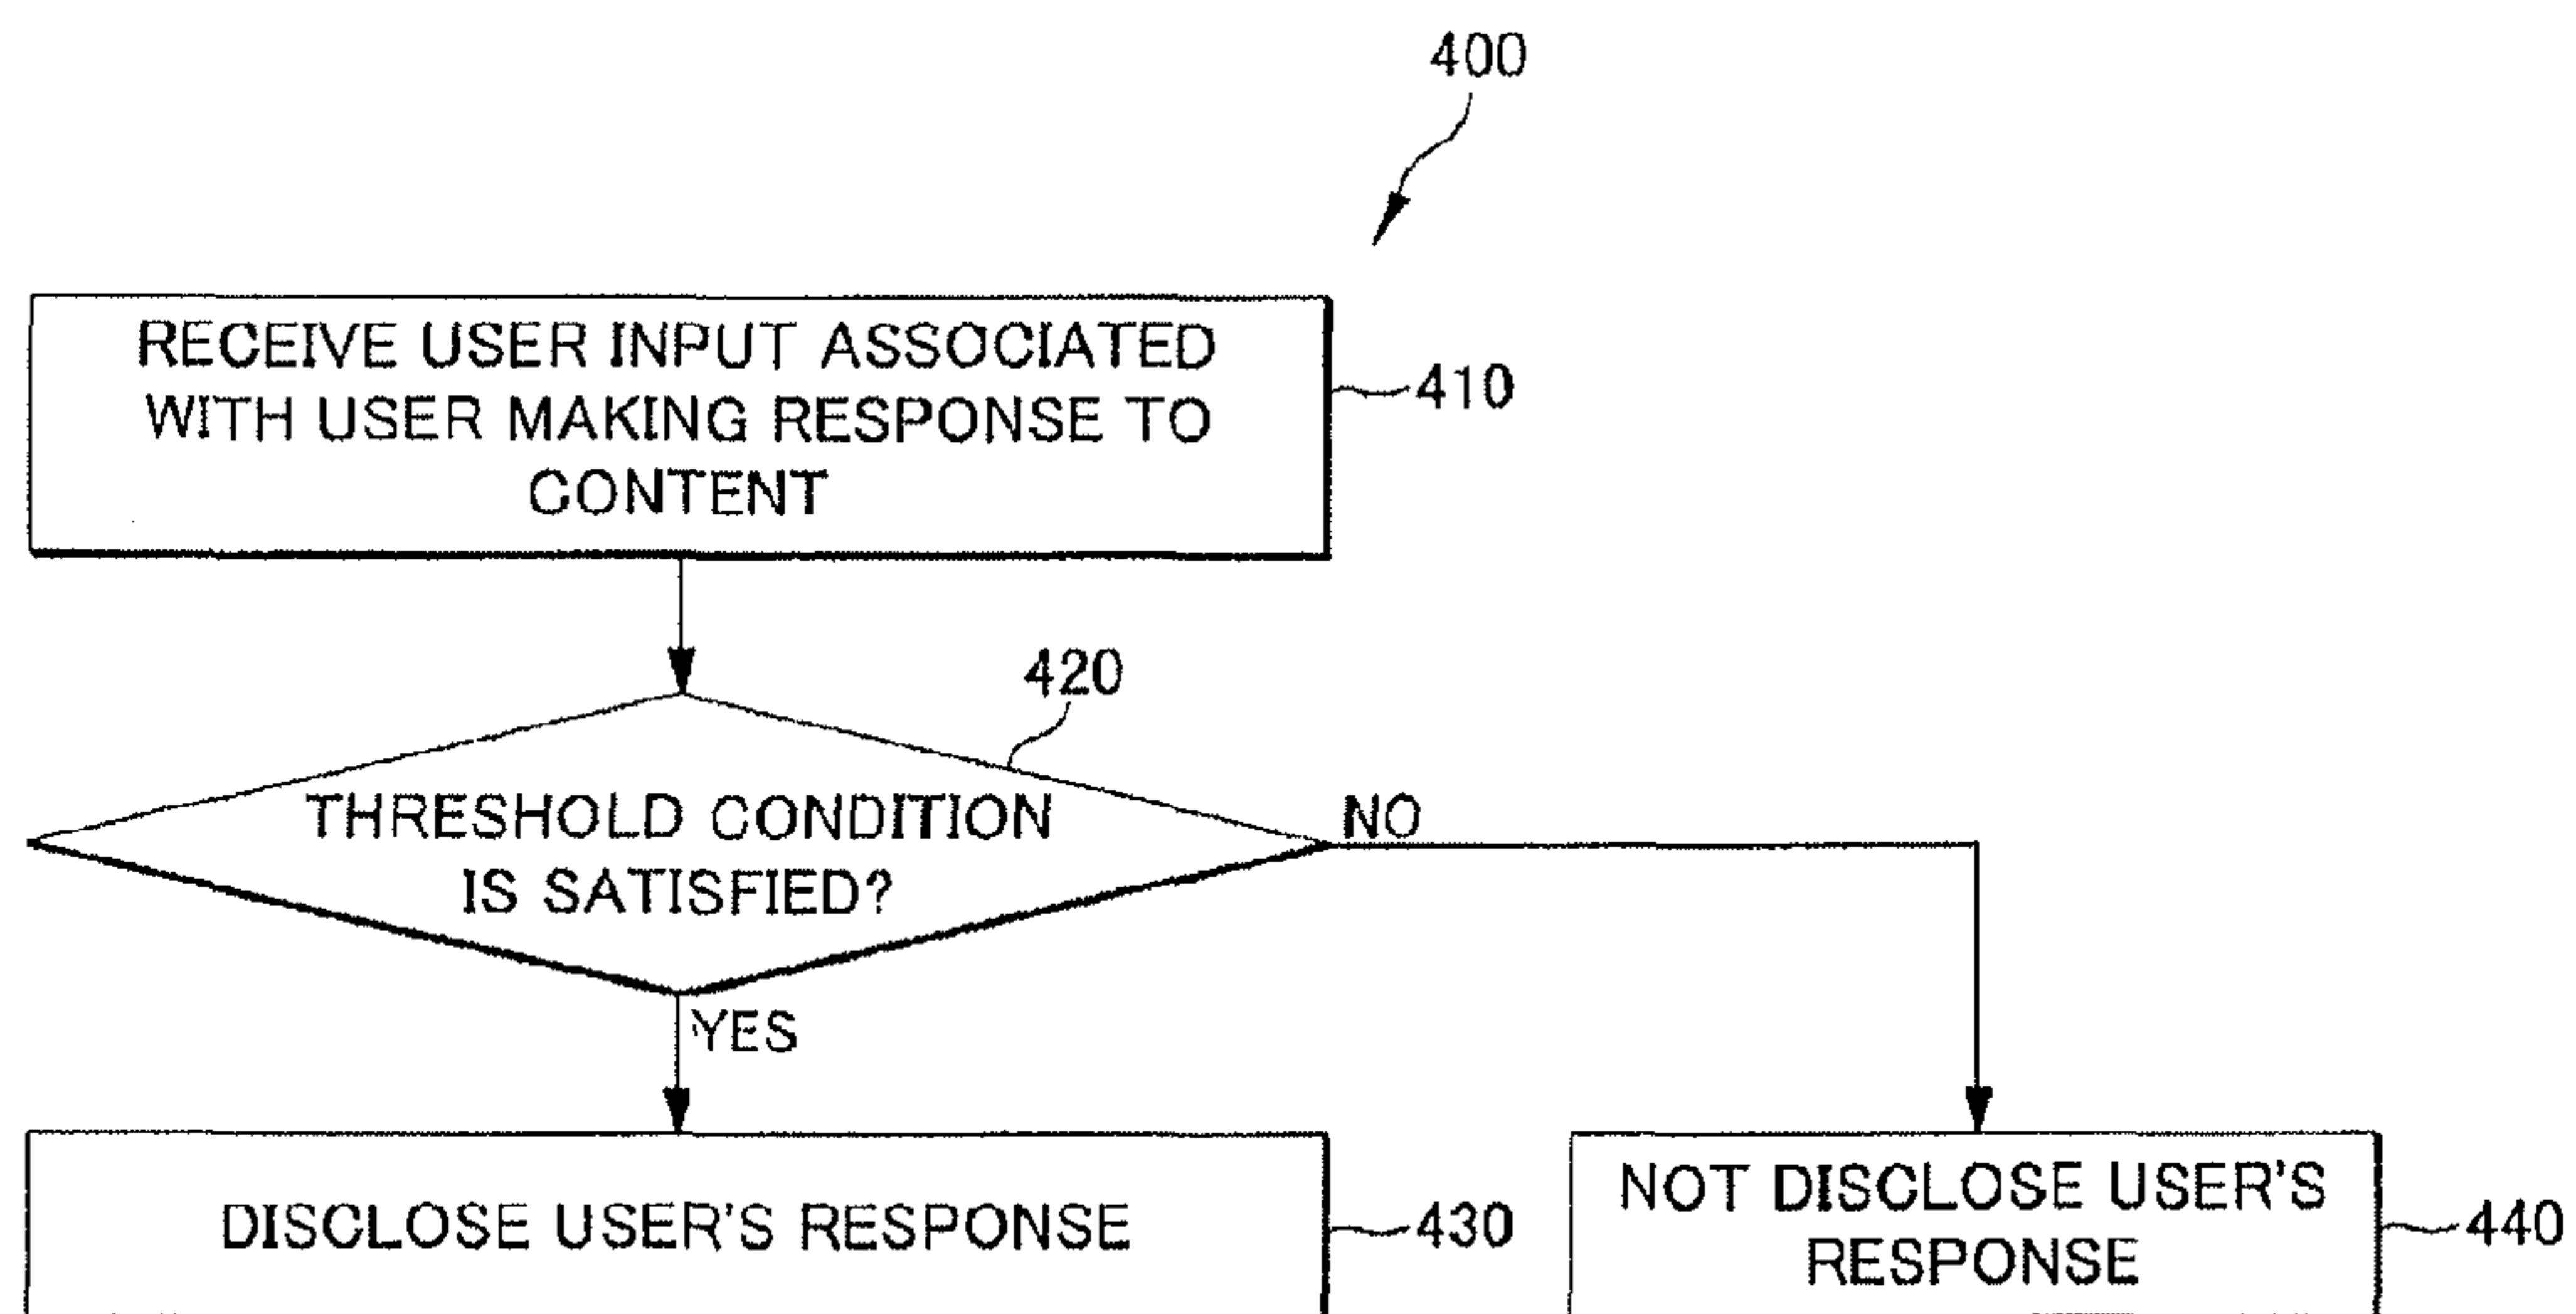 400
RECEIVE USER INPUT ASSOCIATED
WITH USER MAKING RESPONSE TO
CONTENT
410
420
THRESHOLD CONDITION
IS SATISFIED?
NO
YES
DISCLOSE USER'S RESPONSE
430
NOT DISCLOSE USER'S
RESPONSE
440